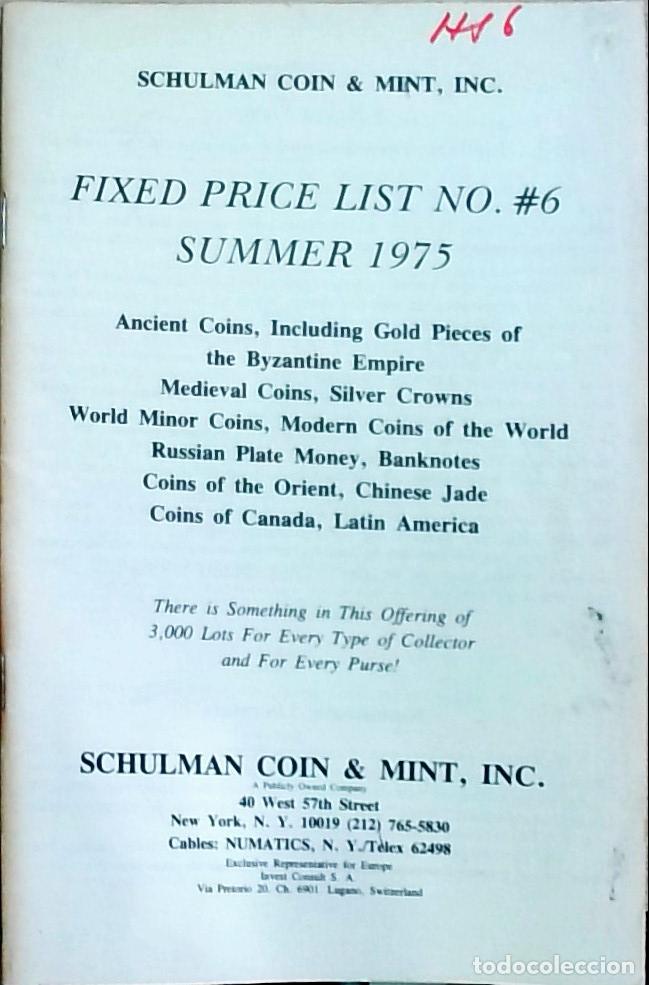 HS 6
SCHULMAN COIN & MINT, INC.
FIXED PRICE LIST NO. #6
SUMMER 1975
Ancient Coins, Including Gold Pieces of
the Byzantine Empire
Medieval Coins, Silver Crowns
World Minor Coins, Modern Coins of the World
Russian Plate Money, Banknotes
Coins of the Orient, Chinese Jade
Coins of Canada, Latin America
There is Something in This Offering of
3,000 Lots For Every Type of Collector
and For Every Purse!
SCHULMAN COIN & MINT, INC.
A Publicly Owned Company
40 West 57th Street
New York, N. Y. 10019 (212) 765-5830
Cables: NUMATICS, N. Y./Telex 62498
Exclusive Representative for Europe
Invest Consult S. A.
Via Pretorio 20, Ch. 6901 Lugano, Switzerland
todocoleccion